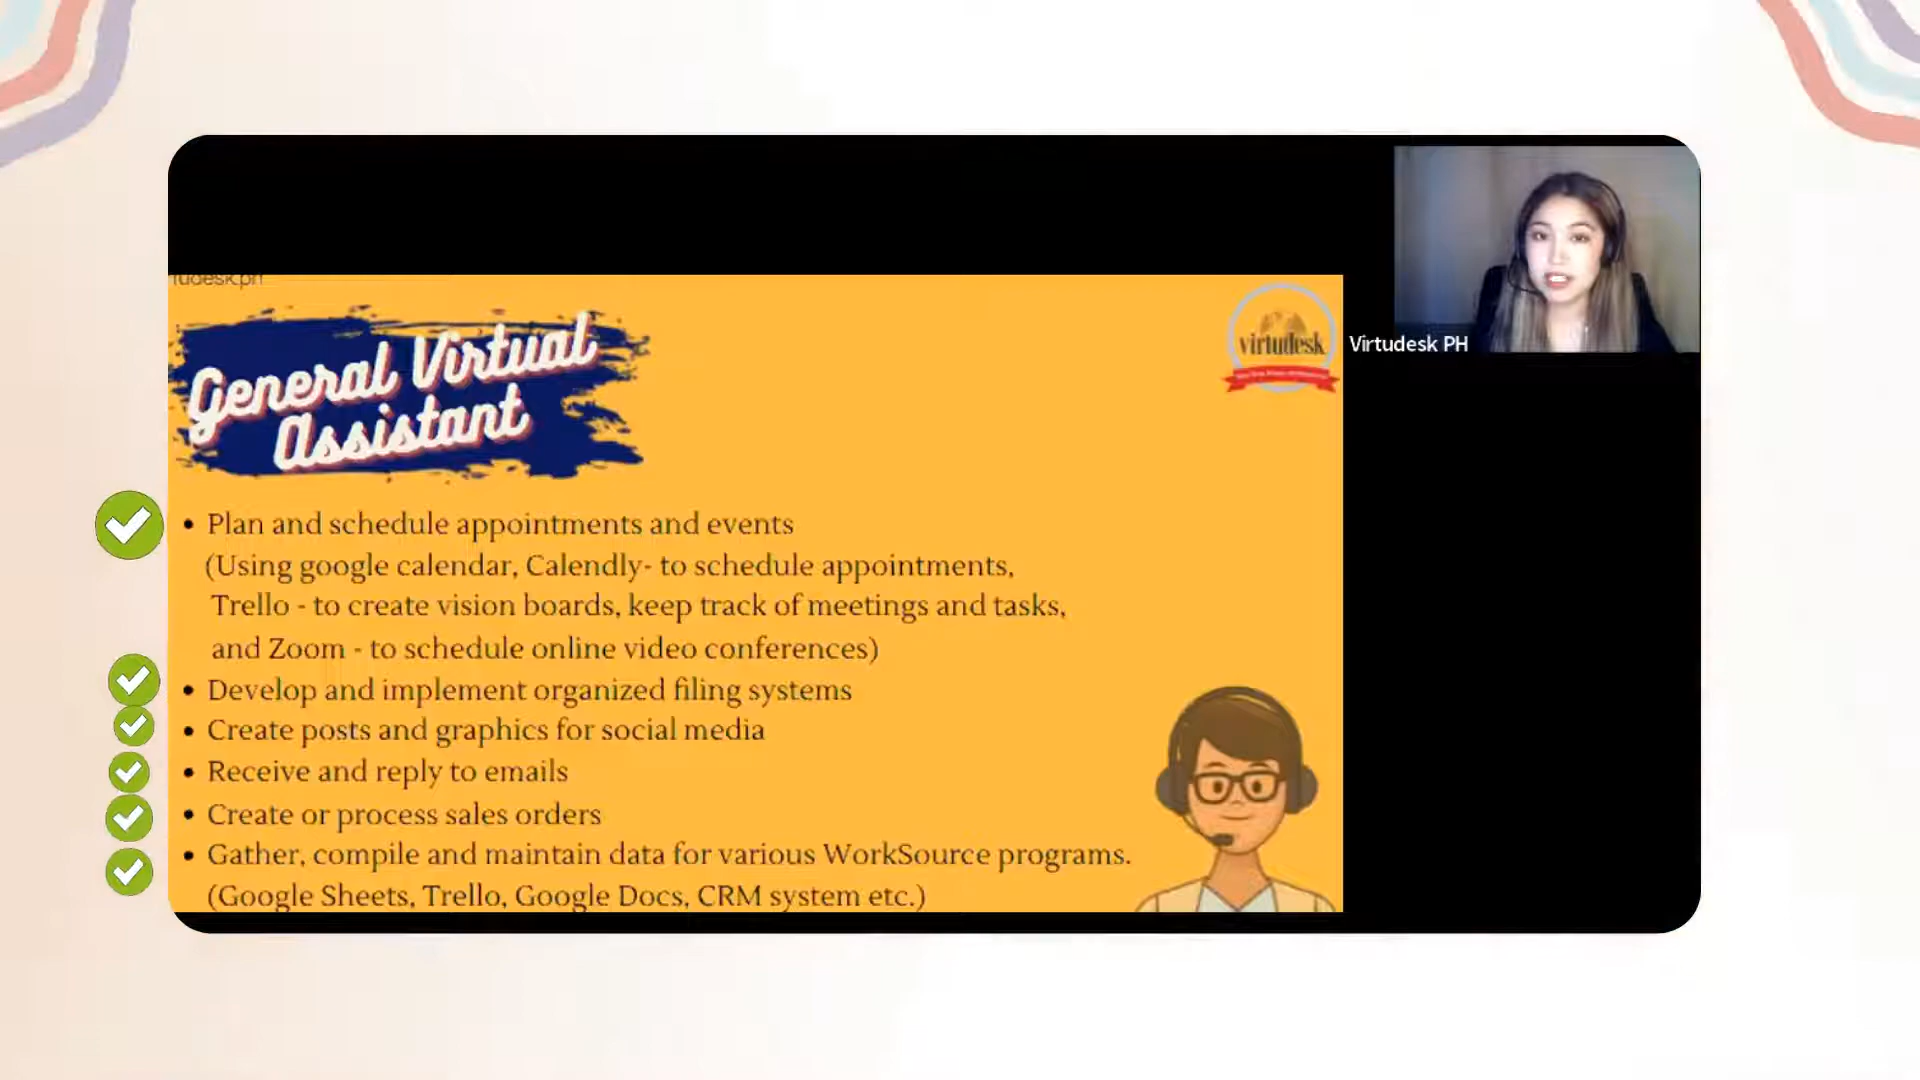 General Virtual
Assistant
virtudesk
Virtudesk PH
• Plan and schedule appointments and events
(Using google calendar, Calendly- to schedule appointments,
Trello - to create vision boards, keep track of meetings and tasks,
and Zoom - to schedule online video conferences)
• Develop and implement organized filing systems
• Create posts and graphics for social media
• Receive and reply to emails
• Create or process sales orders
• Gather, compile and maintain data for various WorkSource programs.
(Google Sheets, Trello, Google Docs, CRM system etc.)